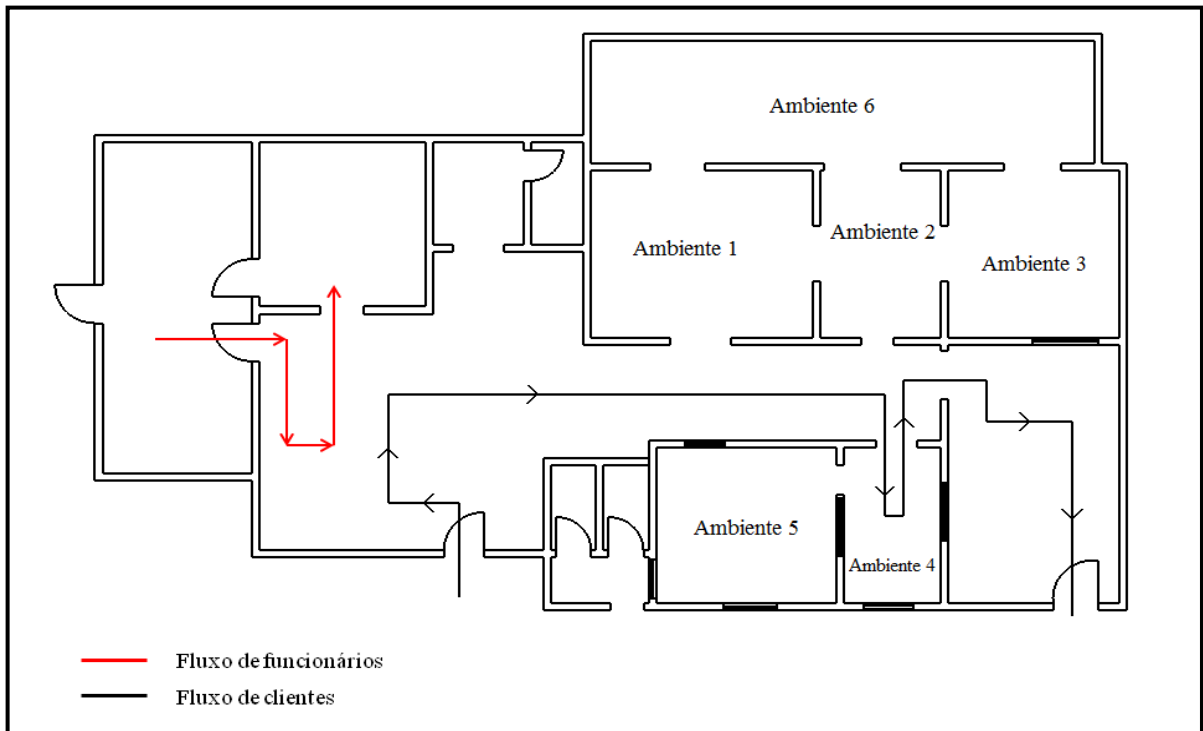 Ambiente 6
Ambiente 1
Ambiente 2
Ambiente 3
Ambiente 5
Ambiente 4
Fluxo de funcionários
Fluxo de clientes